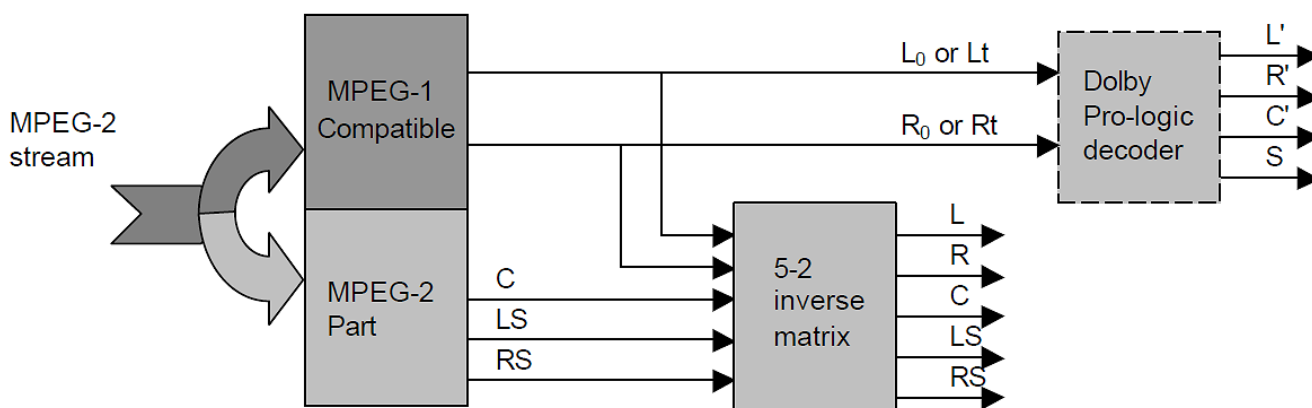 MPEG-2
stream
MPEG-1
Compatible
MPEG-2
Part
L₀ or Lt
R₀ or Rt
C
LS
RS
5-2
inverse
matrix
L
R
C
LS
RS
Dolby
Pro-logic
decoder
L'
R'
C'
S